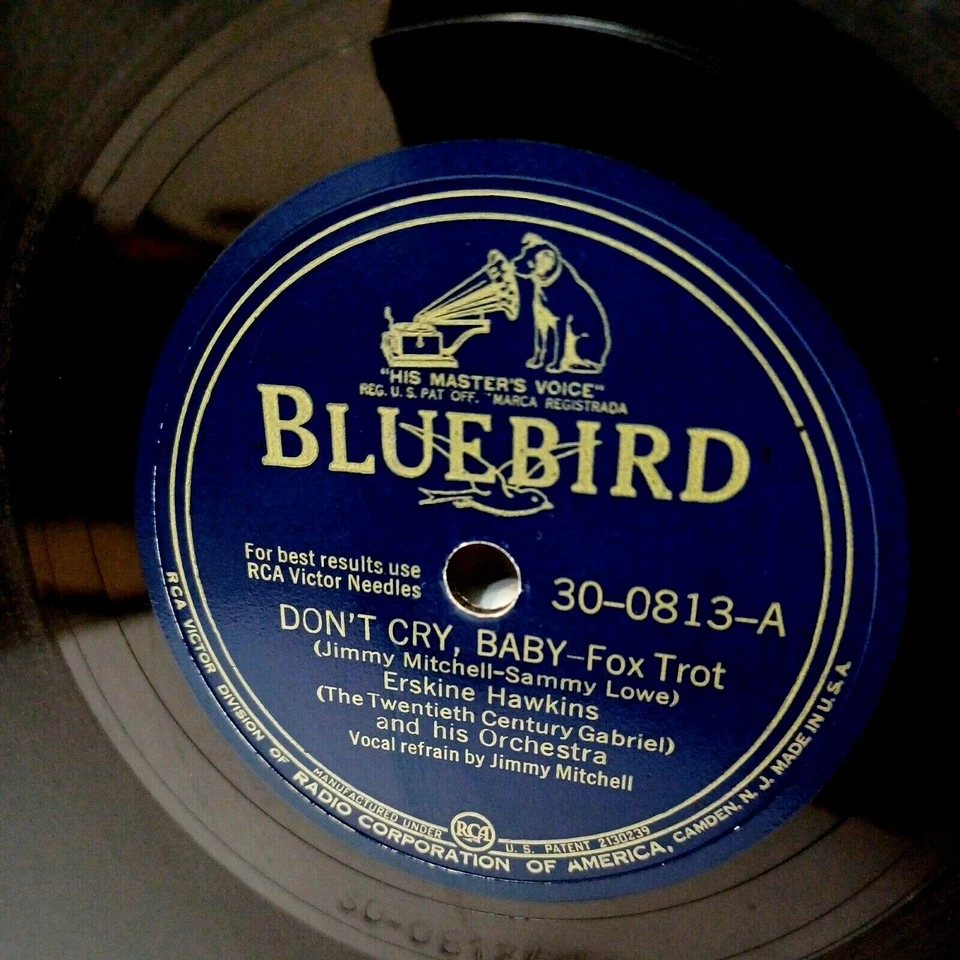 "HIS MASTER'S VOICE"
REG. U. S. PAT OFF. "MARCA REGISTRADA
BLUEBIRD
For best results use
RCA Victor Needles
30-0813-A
DON'T CRY, BABY-Fox Trot
(Jimmy Mitchell-Sammy Lowe)
Erskine Hawkins
(The Twentieth Century Gabriel)
and his Orchestra
Vocal refrain by Jimmy Mitchell
MANUFACTURED UNDER RCA U. S. PATENT 2130239
RCA VICTOR DIVISION OF RADIO CORPORATION OF AMERICA, CAMDEN, N. J. MADE IN U. S. A.